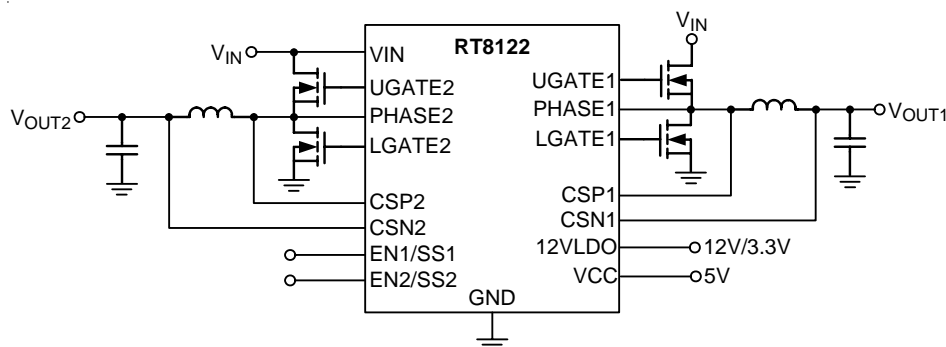 RT8122
VIN
VIN
UGATE2
PHASE2
LGATE2
VOUT2
CSP2
CSN2
EN1/SS1
EN2/SS2
GND
VIN
UGATE1
PHASE1
LGATE1
VOUT1
CSP1
CSN1
12VLDO
12V/3.3V
VCC
5V